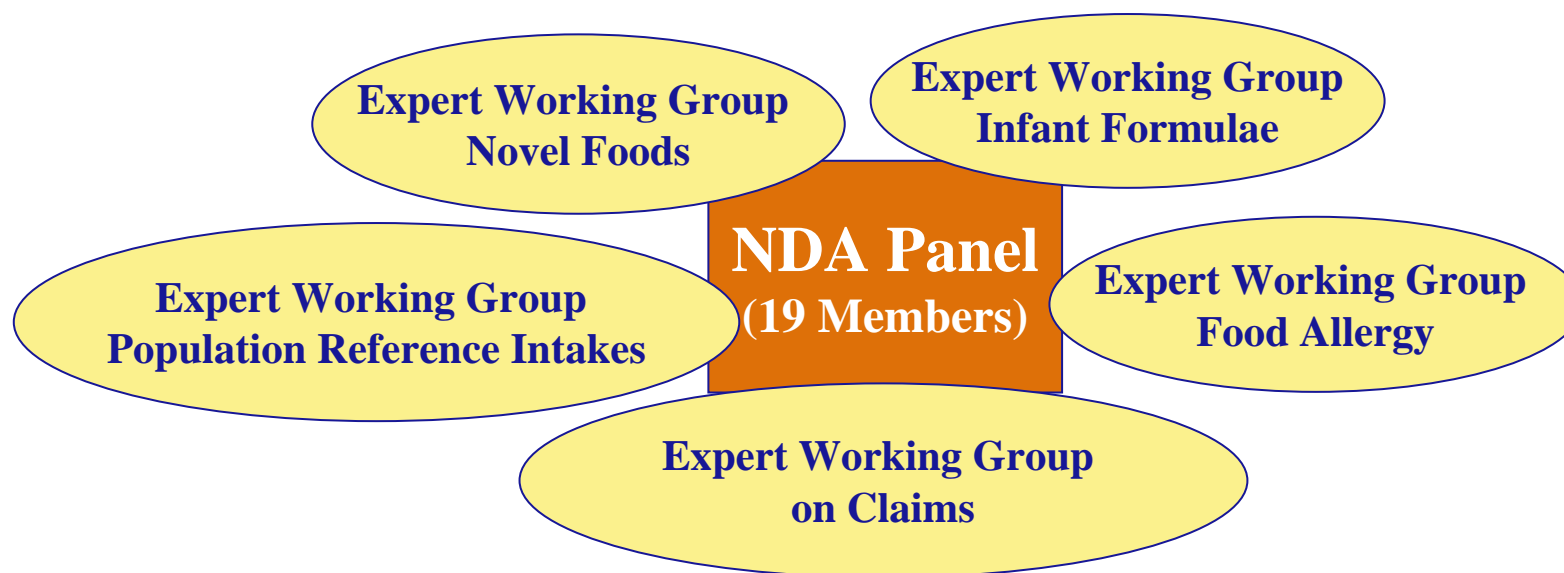 Expert Working Group
Novel Foods
Expert Working Group
Infant Formulae
NDA Panel
(19 Members)
Expert Working Group
Population Reference Intakes
Expert Working Group
Food Allergy
Expert Working Group
on Claims